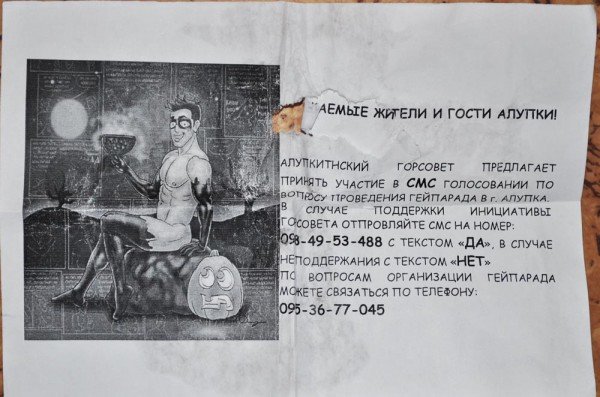 АЕМЫЕ ЖИТЕЛИ И ГОСТИ АЛУПКИ!
АЛУПКИТНСКИЙ ГОРСОВЕТ ПРЕДЛАГАЕТ
ПРИНЯТЬ УЧАСТИЕ В СМС ГОЛОСОВАНИИ ПО
ВОПРОСУ ПРОВЕДЕНИЯ ГЕЙПАРАДА В г. АЛУПКА.
В СЛУЧАЕ ПОДДЕРЖКИ ИНИЦИАТИВЫ
ГОСОВЕТА ОТПРОВЛЯЙТЕ СМС НА НОМЕР:
098-49-53-488 С ТЕКСТОМ «ДА», В СЛУЧАЕ
НЕПОДДЕРЖАНИЯ С ТЕКСТОМ «НЕТ»
ПО ВОПРОСАМ ОРГАНИЗАЦИИ ГЕЙПАРАДА
МОЖЕТЕ СВЯЗАТЬСЯ ПО ТЕЛЕФОНУ:
095-36-77-045